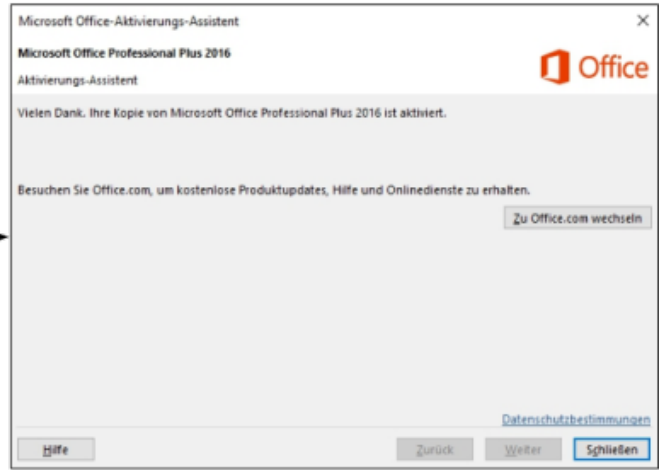 Microsoft Office-Aktivierungs-Assistent
Microsoft Office Professional Plus 2016
Office
Aktivierungs-Assistent
Vielen Dank. Ihre Kopie von Microsoft Office Professional Plus 2016 ist aktiviert.
Besuchen Sie Office.com, um kostenlose Produktupdates, Hilfe und Onlinedienste zu erhalten.
Zu Office.com wechseln
Datenschutzbestimmungen
Hilfe Zurück Weiter Schließen